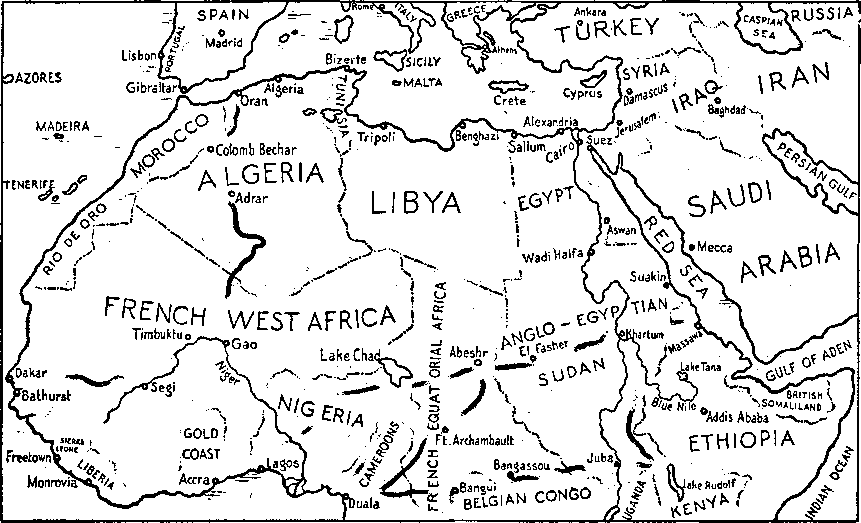 SPAIN
Madrid
Lisbon
PORTUGAL
Gibraltar
AZORES
MADEIRA
TENERIFE
Rome
ITALY
SICILY
MALTA
GREECE
Athens
Crete
Ankara
TURKEY
Cyprus
CASPIAN
SEA
RUSSIA
SYRIA
Damascus
IRAQ
Baghdad
IRAN
Jerusalem
PERSIAN GULF
Bizerte
Algeria
Oran
TUNISIA
MOROCCO
Colomb Bechar
ALGERIA
Adrar
Tripoli
Benghazi
Sallum
Alexandria
Cairo
Suez
LIBYA
EGYPT
Aswan
Wadi Halfa
Suakin
RED SEA
SAUDI
ARABIA
Mecca
RIO DE ORO
FRENCH WEST AFRICA
Timbuktu
Gao
Niger
Dakar
Bathurst
Segi
Lake Chad
Abeshr
FRENCH EQUATORIAL AFRICA
ANGLO-EGYPTIAN
SUDAN
El Fasher
Khartum
Massawa
Lake Tana
Blue Nile
GULF OF ADEN
BRITISH
SOMALILAND
Addis Ababa
ETHIOPIA
NIGERIA
CAMEROONS
GOLD
COAST
SIERRA
LEONE
Freetown
LIBERIA
Monrovia
Accra
Lagos
Duala
Ft. Archambault
Bangassou
Bangui
BELGIAN CONGO
Juba
UGANDA
Lake Rudolf
KENYA
INDIAN OCEAN